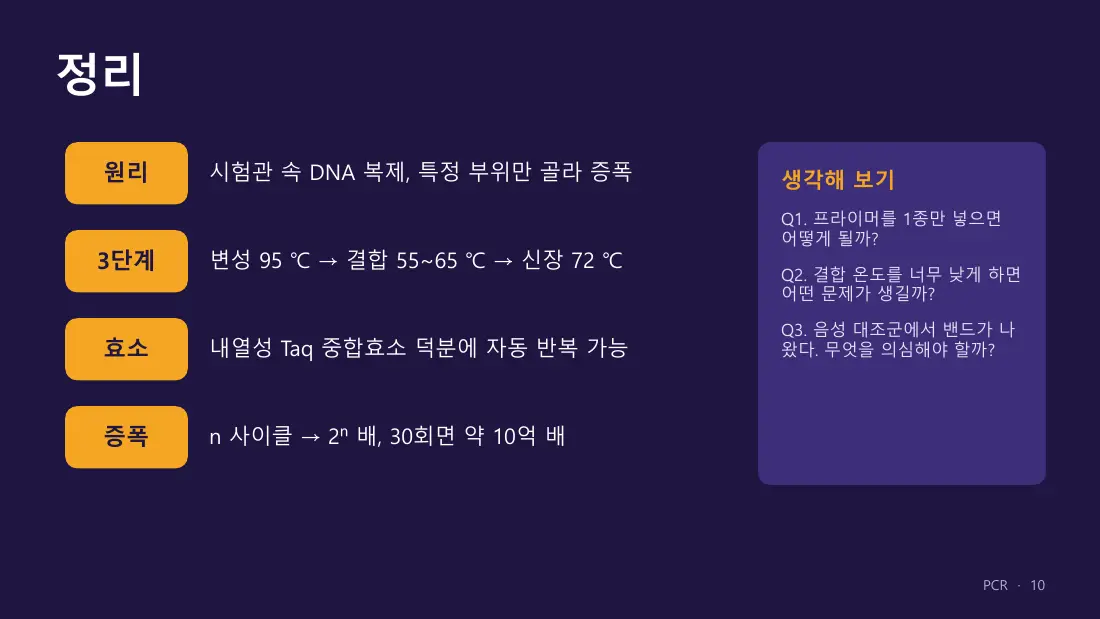 정리
원리
시험관 속 DNA 복제, 특정 부위만 골라 증폭
3단계
변성 95 ℃ → 결합 55~65 ℃ → 신장 72 ℃
효소
내열성 Taq 중합효소 덕분에 자동 반복 가능
증폭
n 사이클 → 2ⁿ 배, 30회면 약 10억 배
생각해 보기
Q1. 프라이머를 1종만 넣으면
어떻게 될까?
Q2. 결합 온도를 너무 낮게 하면
어떤 문제가 생길까?
Q3. 음성 대조군에서 밴드가 나
왔다. 무엇을 의심해야 할까?
PCR · 10